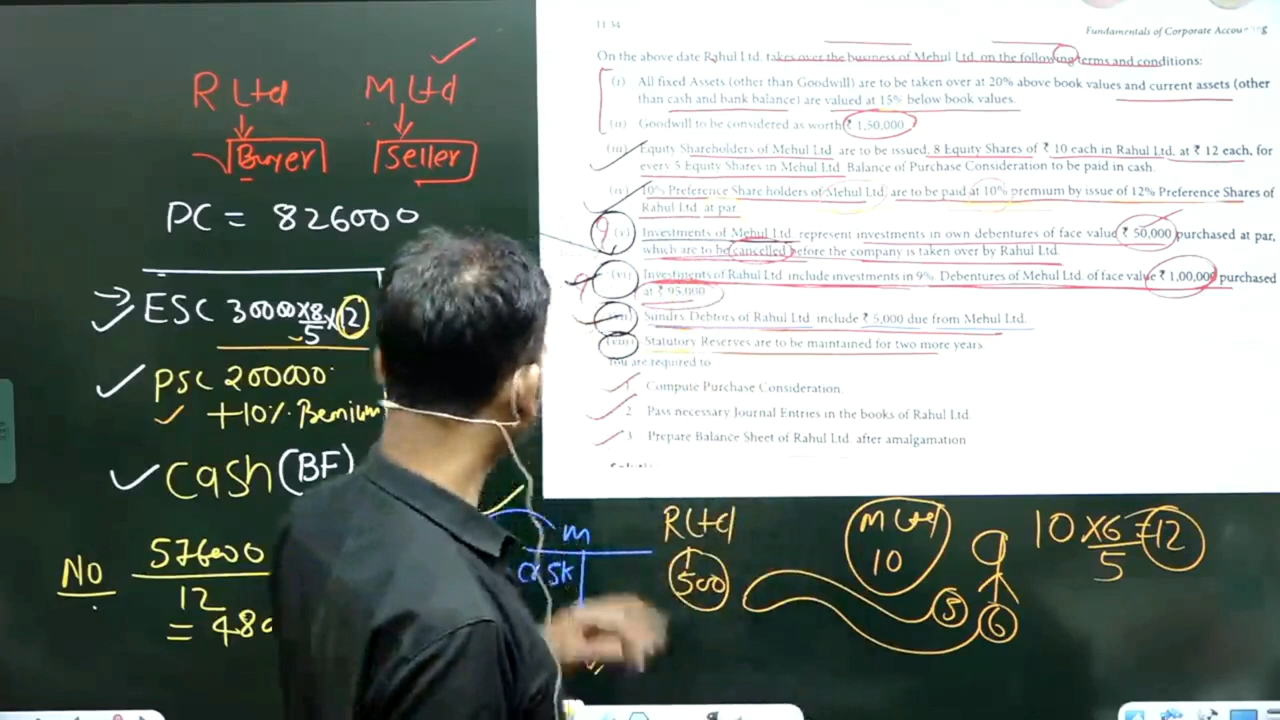 11.34
Fundamentals of Corporate Accounting
On the above date Rahul Ltd. takes over the business of Mehul Ltd. on the following terms and conditions:
(i) All fixed Assets (other than Goodwill) are to be taken over at 20% above book values and current assets (other
than cash and bank balance) are valued at 15% below book values.
(ii) Goodwill to be considered as worth ₹ 1,50,000
(iii) Equity Shareholders of Mehul Ltd. are to be issued, 8 Equity Shares of ₹ 10 each in Rahul Ltd. at ₹ 12 each, for
every 5 Equity Shares in Mehul Ltd. Balance of Purchase Consideration to be paid in cash.
(iv) 10% Preference Share holders of Mehul Ltd. are to be paid at 10% premium by issue of 12% Preference Shares of
Rahul Ltd. at par
(v) Investments of Mehul Ltd. represent investments in own debentures of face value ₹ 50,000 purchased at par,
which are to be cancelled before the company is taken over by Rahul Ltd.
(vi) Investments of Rahul Ltd. include investments in 9% Debentures of Mehul Ltd. of face value ₹ 1,00,000 purchased
at ₹ 95,000
Sundry Debtors of Rahul Ltd. include ₹ 5,000 due from Mehul Ltd.
(viii) Statutory Reserves are to be maintained for two more years.
You are required to
1. Compute Purchase Consideration.
2. Pass necessary Journal Entries in the books of Rahul Ltd.
3 Prepare Balance Sheet of Rahul Ltd. after amalgamation
R Ltd M Ltd
Buyer Seller
PC = 826000
ESC 30000×8/5×12
PSC 200000
+10% Premium
Cash (BF)
No 576000
12
= 480
m
R Ltd
500
M Ltd
10
5
6
10×6/5=12